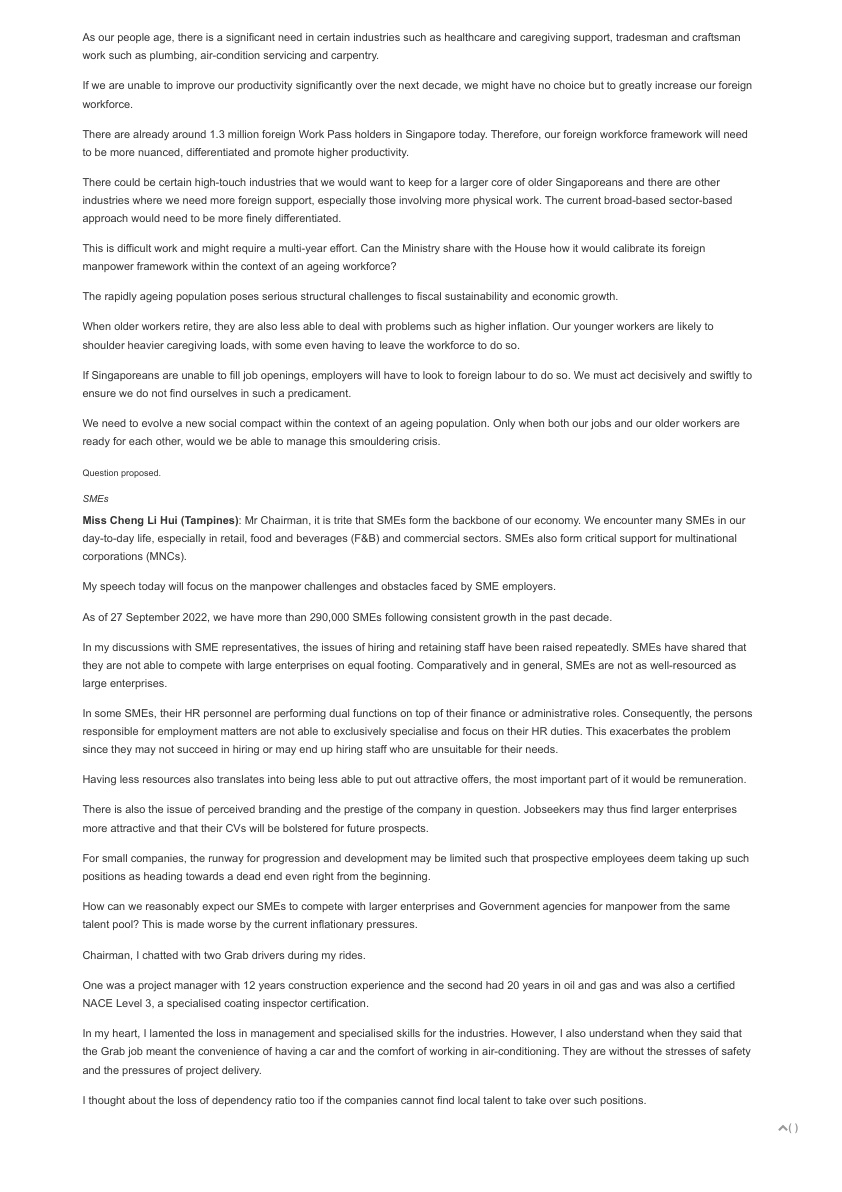 As our people age, there is a significant need in certain industries such as healthcare and caregiving support, tradesman and craftsman
work such as plumbing, air-condition servicing and carpentry.
If we are unable to improve our productivity significantly over the next decade, we might have no choice but to greatly increase our foreign
workforce.
There are already around 1.3 million foreign Work Pass holders in Singapore today. Therefore, our foreign workforce framework will need
to be more nuanced, differentiated and promote higher productivity.
There could be certain high-touch industries that we would want to keep for a larger core of older Singaporeans and there are other
industries where we need more foreign support, especially those involving more physical work. The current broad-based sector-based
approach would need to be more finely differentiated.
This is difficult work and might require a multi-year effort. Can the Ministry share with the House how it would calibrate its foreign
manpower framework within the context of an ageing workforce?
The rapidly ageing population poses serious structural challenges to fiscal sustainability and economic growth.
When older workers retire, they are also less able to deal with problems such as higher inflation. Our younger workers are likely to
shoulder heavier caregiving loads, with some even having to leave the workforce to do so.
If Singaporeans are unable to fill job openings, employers will have to look to foreign labour to do so. We must act decisively and swiftly to
ensure we do not find ourselves in such a predicament.
We need to evolve a new social compact within the context of an ageing population. Only when both our jobs and our older workers are
ready for each other, would we be able to manage this smouldering crisis.
Question proposed.
SMEs
Miss Cheng Li Hui (Tampines): Mr Chairman, it is trite that SMEs form the backbone of our economy. We encounter many SMEs in our
day-to-day life, especially in retail, food and beverages (F&B) and commercial sectors. SMEs also form critical support for multinational
corporations (MNCs).
My speech today will focus on the manpower challenges and obstacles faced by SME employers.
As of 27 September 2022, we have more than 290,000 SMEs following consistent growth in the past decade.
In my discussions with SME representatives, the issues of hiring and retaining staff have been raised repeatedly. SMEs have shared that
they are not able to compete with large enterprises on equal footing. Comparatively and in general, SMEs are not as well-resourced as
large enterprises.
In some SMEs, their HR personnel are performing dual functions on top of their finance or administrative roles. Consequently, the persons
responsible for employment matters are not able to exclusively specialise and focus on their HR duties. This exacerbates the problem
since they may not succeed in hiring or may end up hiring staff who are unsuitable for their needs.
Having less resources also translates into being less able to put out attractive offers, the most important part of it would be remuneration.
There is also the issue of perceived branding and the prestige of the company in question. Jobseekers may thus find larger enterprises
more attractive and that their CVs will be bolstered for future prospects.
For small companies, the runway for progression and development may be limited such that prospective employees deem taking up such
positions as heading towards a dead end even right from the beginning.
How can we reasonably expect our SMEs to compete with larger enterprises and Government agencies for manpower from the same
talent pool? This is made worse by the current inflationary pressures.
Chairman, I chatted with two Grab drivers during my rides.
One was a project manager with 12 years construction experience and the second had 20 years in oil and gas and was also a certified
NACE Level 3, a specialised coating inspector certification.
In my heart, I lamented the loss in management and specialised skills for the industries. However, I also understand when they said that
the Grab job meant the convenience of having a car and the comfort of working in air-conditioning. They are without the stresses of safety
and the pressures of project delivery.
I thought about the loss of dependency ratio too if the companies cannot find local talent to take over such positions.
( )